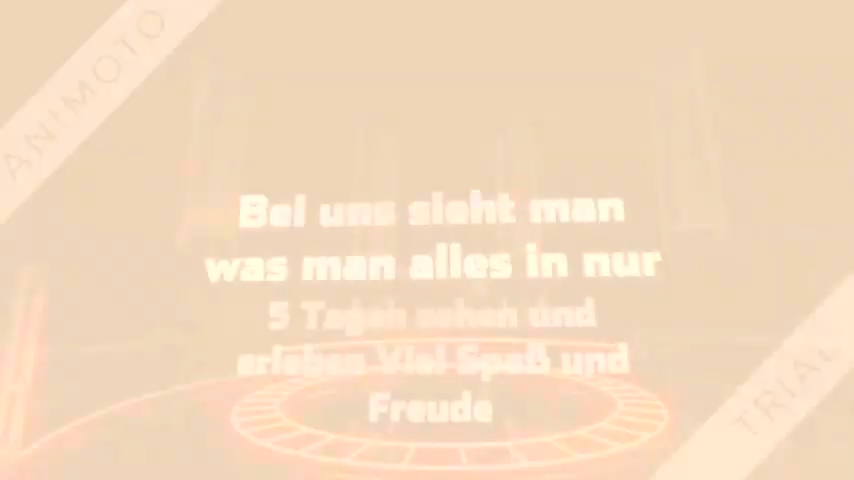 ANIMOTO
Bei uns sieht man
was man alles in nur
5 Tagen sehen und
erleben Viel Spaß und
Freude
TRIAL